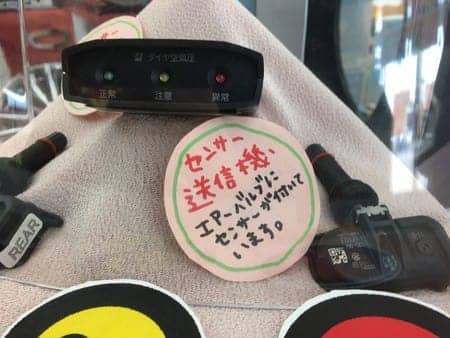 タイヤ空気圧
正常 注意 異常
センサー
送信機
エアーバルブに
センサーが付いて
います。
REAR